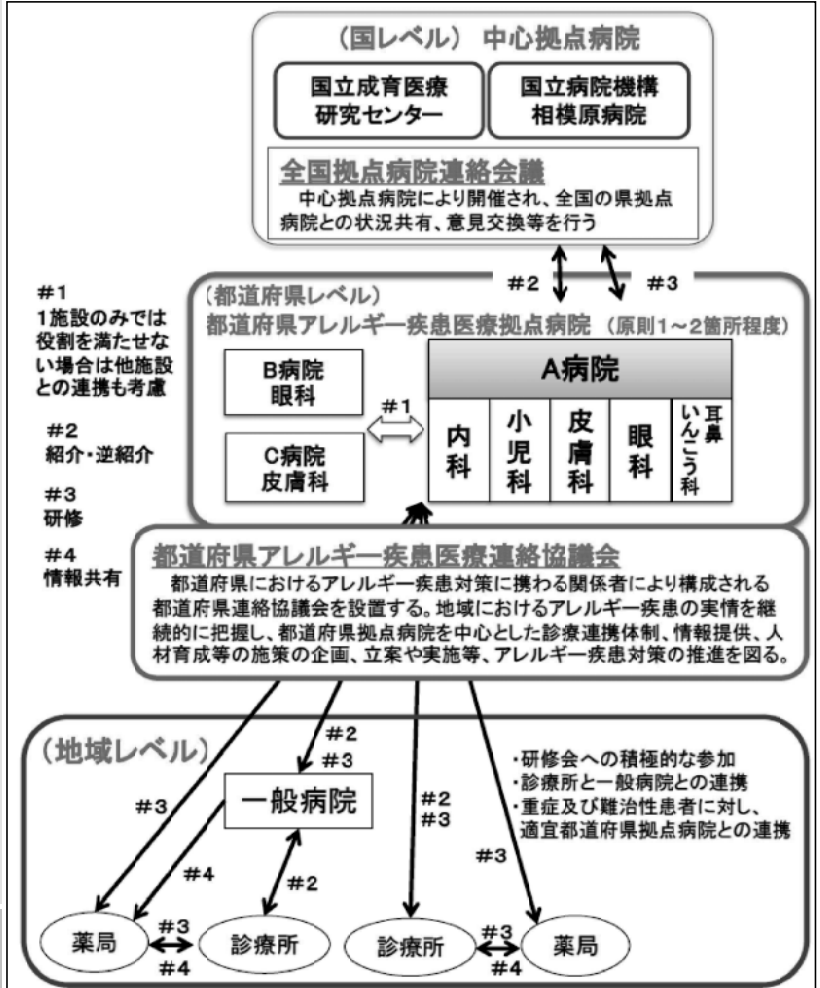 （国レベル） 中心拠点病院
国立成育医療
研究センター
国立病院機構
相模原病院
全国拠点病院連絡会議
中心拠点病院により開催され、全国の県拠点
病院との状況共有、意見交換等を行う
＃2
＃3
＃1
1施設のみでは
役割を満たせな
い場合は他施設
との連携も考慮
＃2
紹介・逆紹介
＃3
研修
＃4
情報共有
（都道府県レベル）
都道府県アレルギー疾患医療拠点病院 （原則1～2箇所程度）
B病院
眼科
C病院
皮膚科
＃1
A病院
内科
小児科
皮膚科
眼科
耳鼻
いんこう科
都道府県アレルギー疾患医療連絡協議会
都道府県におけるアレルギー疾患対策に携わる関係者により構成される
都道府県連絡協議会を設置する。地域におけるアレルギー疾患の実情を継
続的に把握し、都道府県拠点病院を中心とした診療連携体制、情報提供、人
材育成等の施策の企画、立案や実施等、アレルギー疾患対策の推進を図る。
（地域レベル）
＃2
＃3
・研修会への積極的な参加
・診療所と一般病院との連携
・重症及び難治性患者に対し、
適宜都道府県拠点病院との連携
一般病院
＃3
＃2
＃3
＃3
＃4
＃2
薬局
＃3
＃4
診療所
診療所
＃3
＃4
薬局